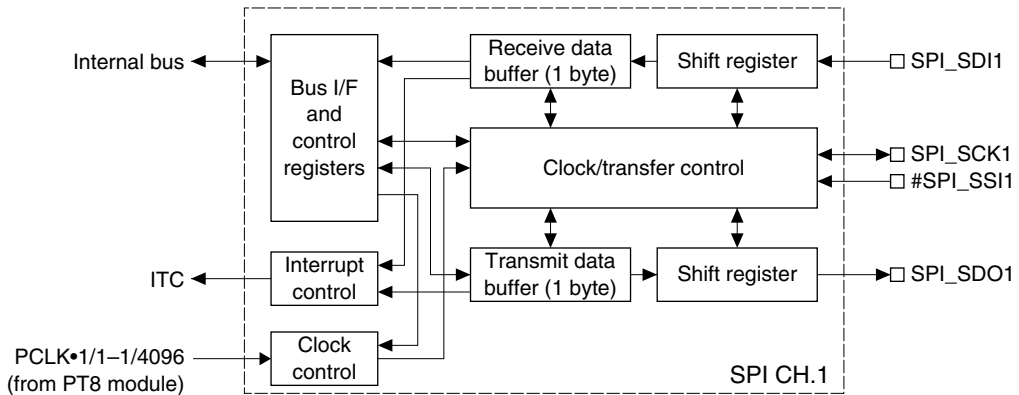 Internal bus
Bus I/F
and
control
registers
Receive data
buffer (1 byte)
Shift register
SPI_SDI1
Clock/transfer control
SPI_SCK1
#SPI_SSI1
ITC
Interrupt
control
Transmit data
buffer (1 byte)
Shift register
SPI_SDO1
PCLK•1/1–1/4096
(from PT8 module)
Clock
control
SPI CH.1